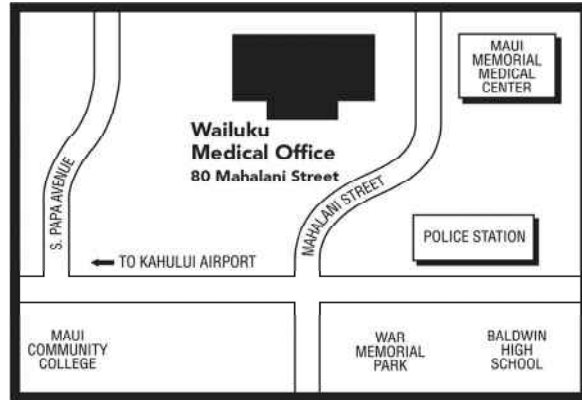 MAUI
MEMORIAL
MEDICAL
CENTER
Wailuku
Medical Office
80 Mahalani Street
S. PAPA AVENUE
MAHALANI STREET
POLICE STATION
TO KAHULUI AIRPORT
MAUI
COMMUNITY
COLLEGE
WAR
MEMORIAL
PARK
BALDWIN
HIGH
SCHOOL